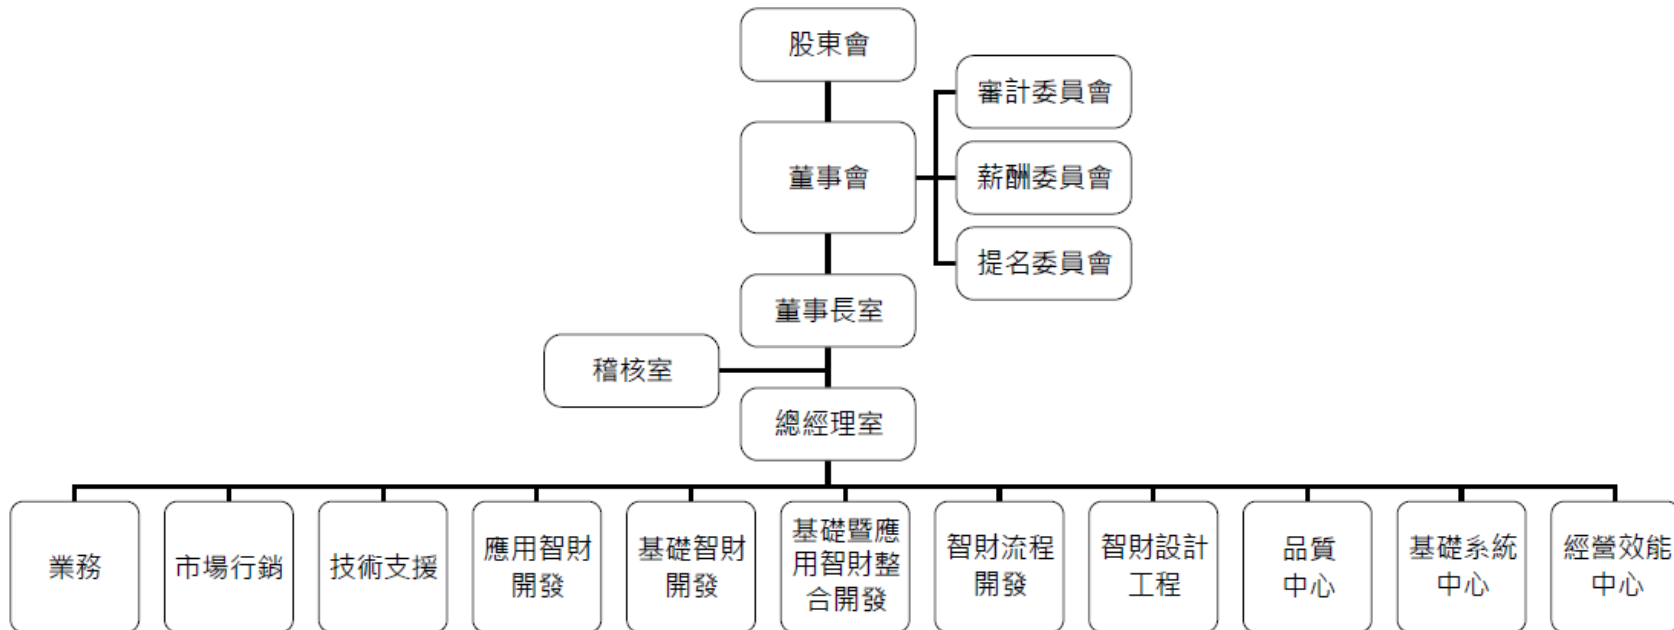 股東會
審計委員會
董事會
薪酬委員會
提名委員會
董事長室
稽核室
總經理室
業務
市場行銷
技術支援
應用智財
開發
基礎智財
開發
基礎暨應
用智財整
合開發
智財流程
開發
智財設計
工程
品質
中心
基礎系統
中心
經營效能
中心